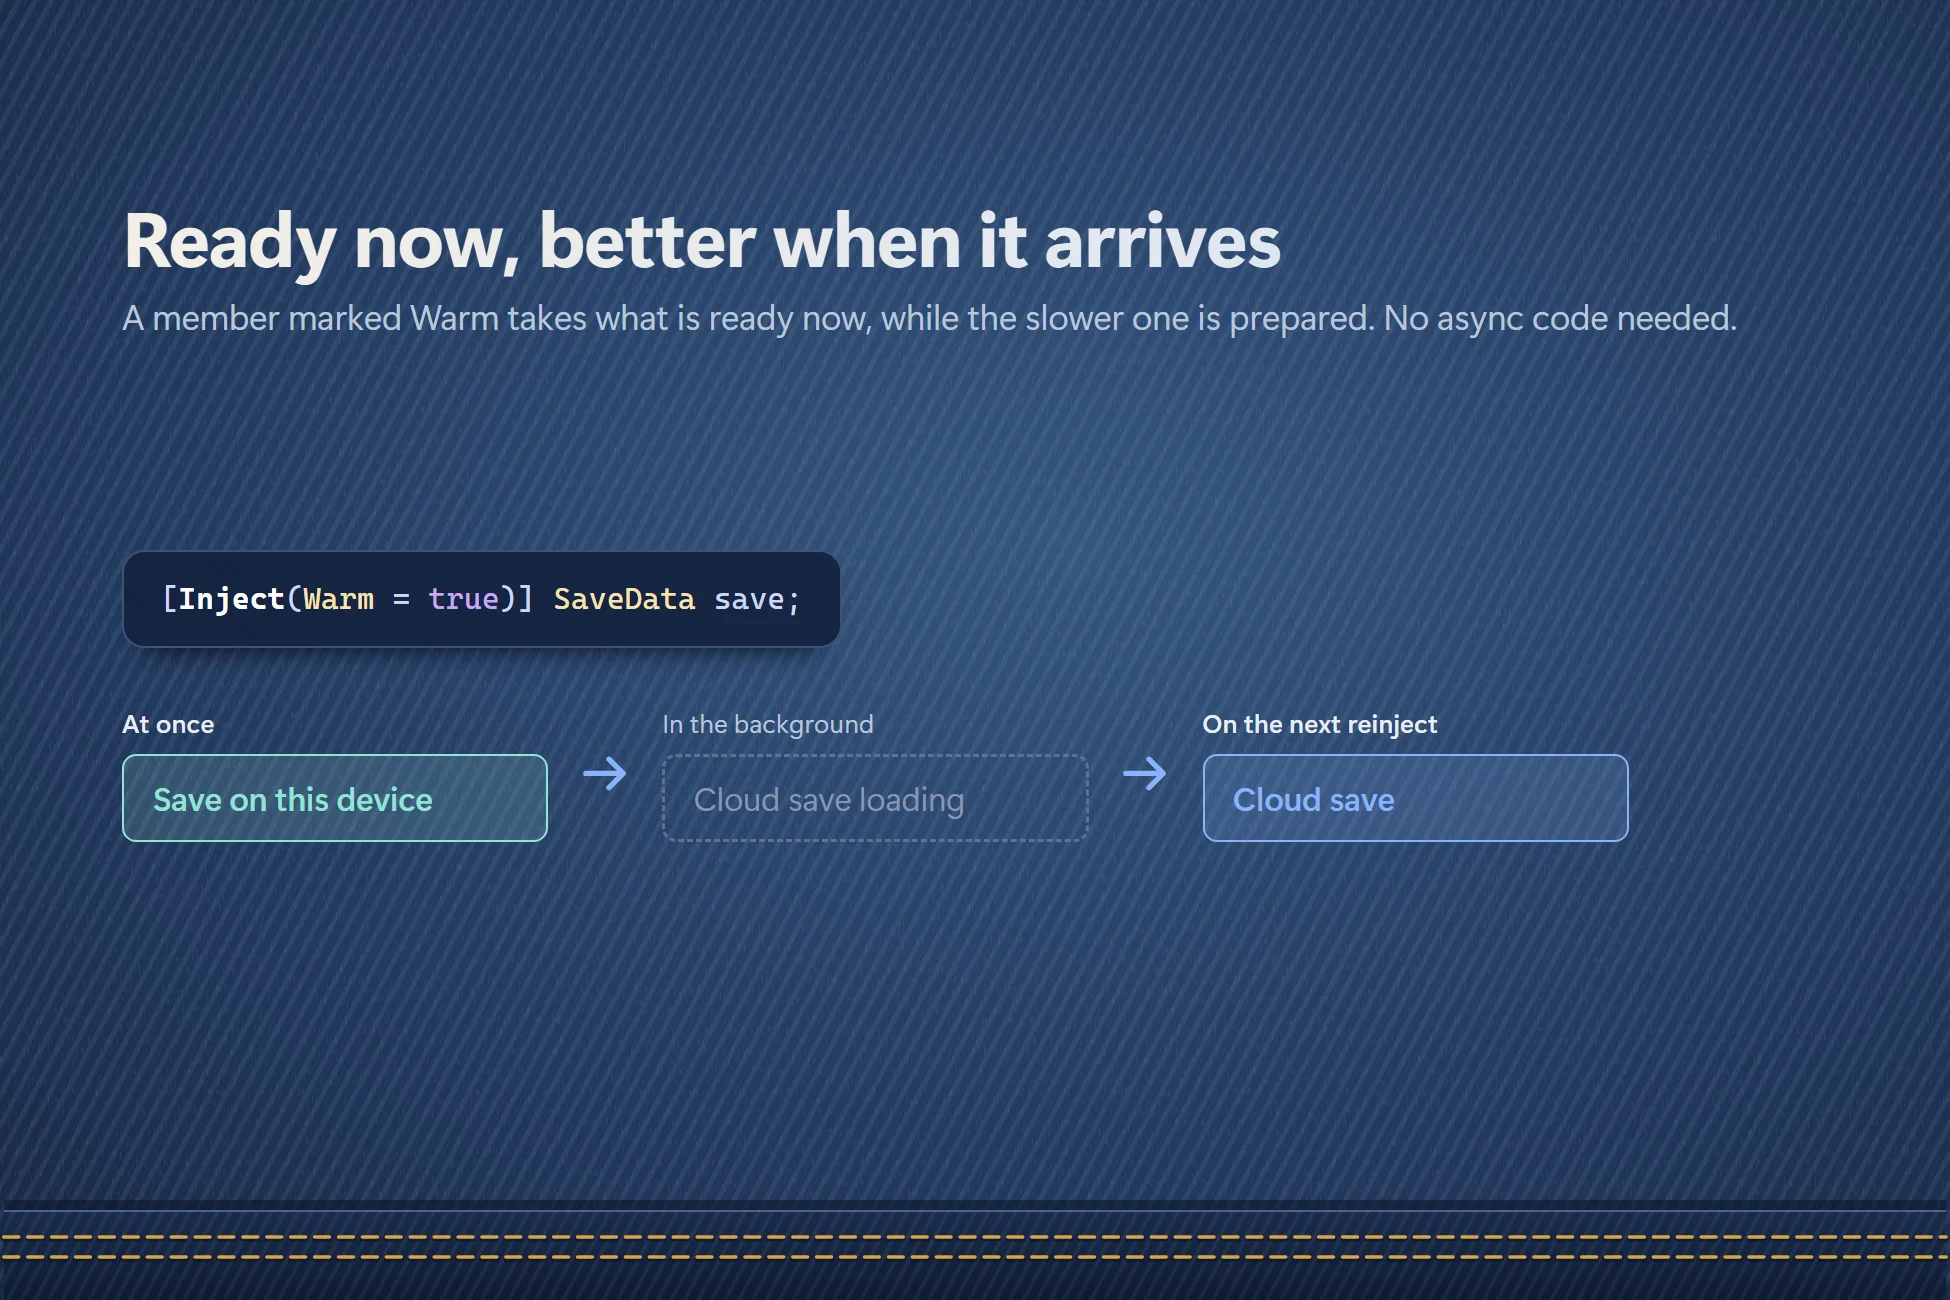 Ready now, better when it arrives
A member marked Warm takes what is ready now, while the slower one is prepared. No async code needed.
[Inject(Warm = true)] SaveData save;
At once
Save on this device
In the background
Cloud save loading
On the next reinject
Cloud save